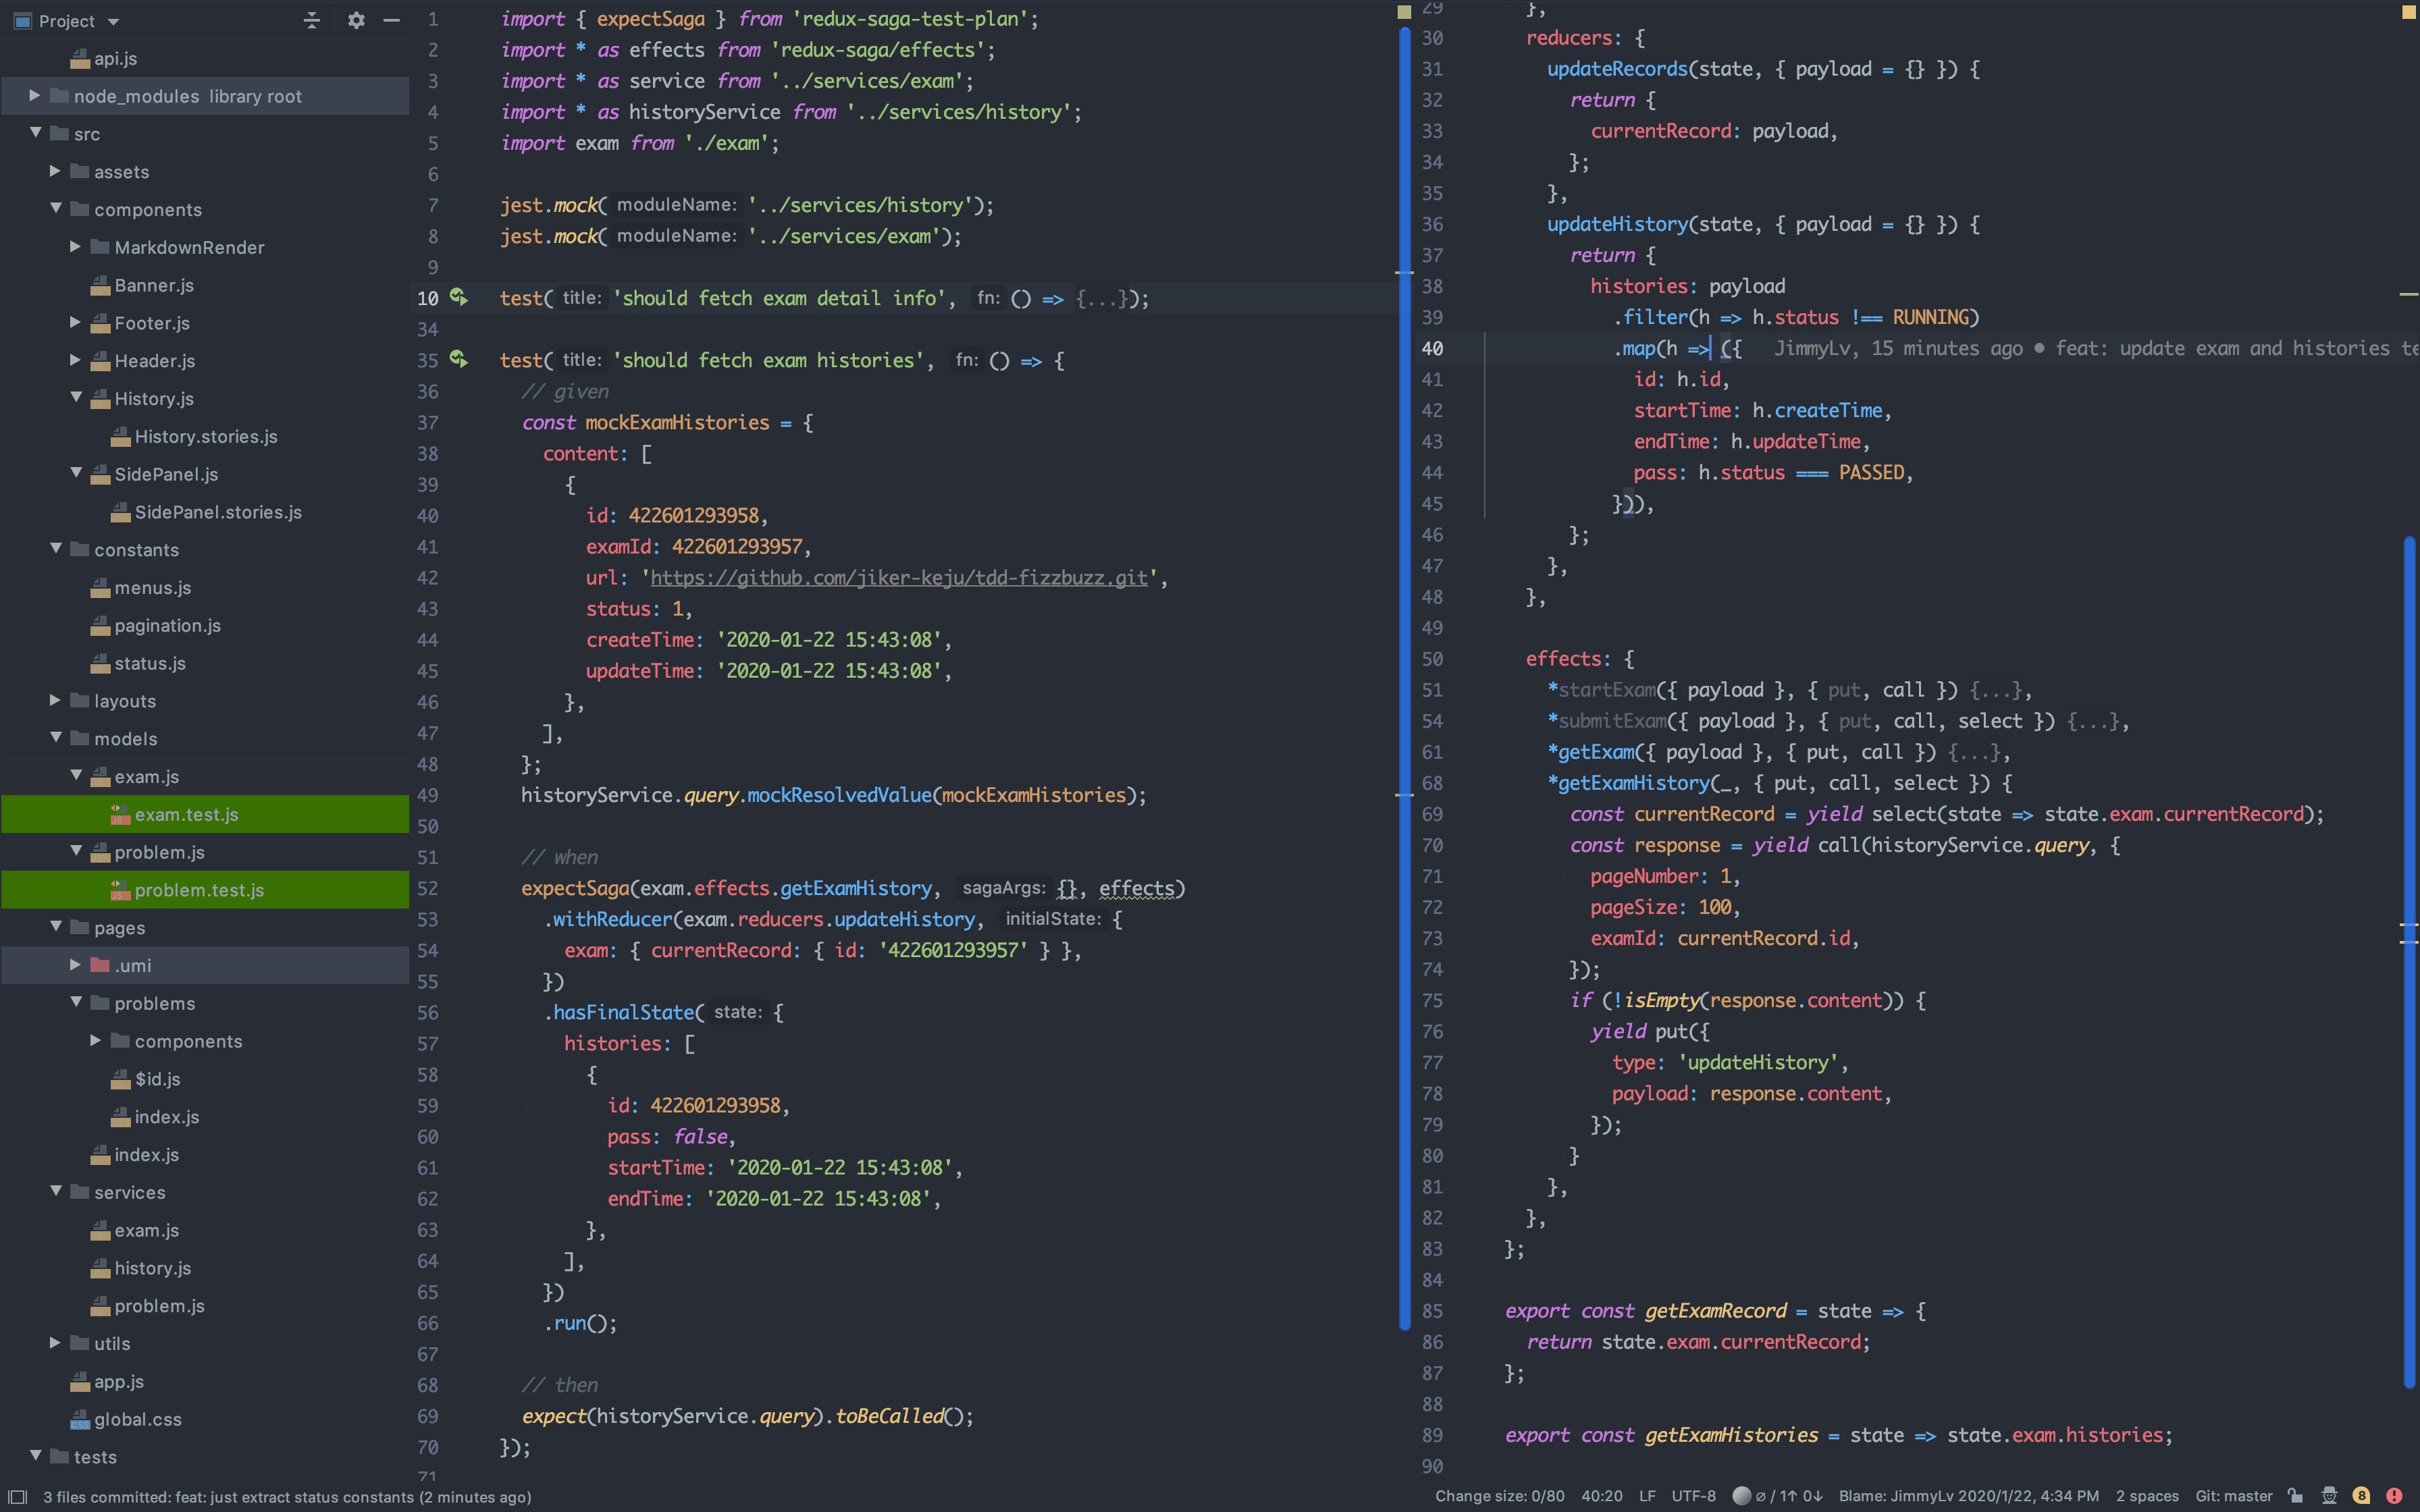 Project
api.js
node_modules library root
src
assets
components
MarkdownRender
Banner.js
Footer.js
Header.js
History.js
History.stories.js
SidePanel.js
SidePanel.stories.js
constants
menus.js
pagination.js
status.js
layouts
models
exam.js
exam.test.js
problem.js
problem.test.js
pages
.umi
problems
components
$id.js
index.js
index.js
services
exam.js
history.js
problem.js
utils
app.js
global.css
tests
1 import { expectSaga } from 'redux-saga-test-plan';
2 import * as effects from 'redux-saga/effects';
3 import * as service from '../services/exam';
4 import * as historyService from '../services/history';
5 import exam from './exam';
6
7 jest.mock( moduleName: '../services/history');
8 jest.mock( moduleName: '../services/exam');
9
10 test( title: 'should fetch exam detail info', fn: () => {...});
34
35 test( title: 'should fetch exam histories', fn: () => {
36 // given
37 const mockExamHistories = {
38 content: [
39 {
40 id: 422601293958,
41 examId: 422601293957,
42 url: 'https://github.com/jiker-keju/tdd-fizzbuzz.git',
43 status: 1,
44 createTime: '2020-01-22 15:43:08',
45 updateTime: '2020-01-22 15:43:08',
46 },
47 ],
48 };
49 historyService.query.mockResolvedValue(mockExamHistories);
50
51 // when
52 expectSaga(exam.effects.getExamHistory, sagaArgs: {}, effects)
53 .withReducer(exam.reducers.updateHistory, initialState: {
54 exam: { currentRecord: { id: '422601293957' } },
55 })
56 .hasFinalState( state: {
57 histories: [
58 {
59 id: 422601293958,
60 pass: false,
61 startTime: '2020-01-22 15:43:08',
62 endTime: '2020-01-22 15:43:08',
63 },
64 ],
65 })
66 .run();
67
68 // then
69 expect(historyService.query).toBeCalled();
70 });
71
29 },
30 reducers: {
31 updateRecords(state, { payload = {} }) {
32 return {
33 currentRecord: payload,
34 };
35 },
36 updateHistory(state, { payload = {} }) {
37 return {
38 histories: payload
39 .filter(h => h.status !== RUNNING)
40 .map(h => ({ JimmyLv, 15 minutes ago ● feat: update exam and histories te
41 id: h.id,
42 startTime: h.createTime,
43 endTime: h.updateTime,
44 pass: h.status === PASSED,
45 })),
46 };
47 },
48 },
49
50 effects: {
51 *startExam({ payload }, { put, call }) {...},
54 *submitExam({ payload }, { put, call, select }) {...},
61 *getExam({ payload }, { put, call }) {...},
68 *getExamHistory(_, { put, call, select }) {
69 const currentRecord = yield select(state => state.exam.currentRecord);
70 const response = yield call(historyService.query, {
71 pageNumber: 1,
72 pageSize: 100,
73 examId: currentRecord.id,
74 });
75 if (!isEmpty(response.content)) {
76 yield put({
77 type: 'updateHistory',
78 payload: response.content,
79 });
80 }
81 },
82 },
83 };
84
85 export const getExamRecord = state => {
86 return state.exam.currentRecord;
87 };
88
89 export const getExamHistories = state => state.exam.histories;
90
3 files committed: feat: just extract status constants (2 minutes ago)
Change size: 0/80 40:20 LF UTF-8 ⌀ / 1↑ 0↓ Blame: JimmyLv 2020/1/22, 4:34 PM 2 spaces Git: master 8